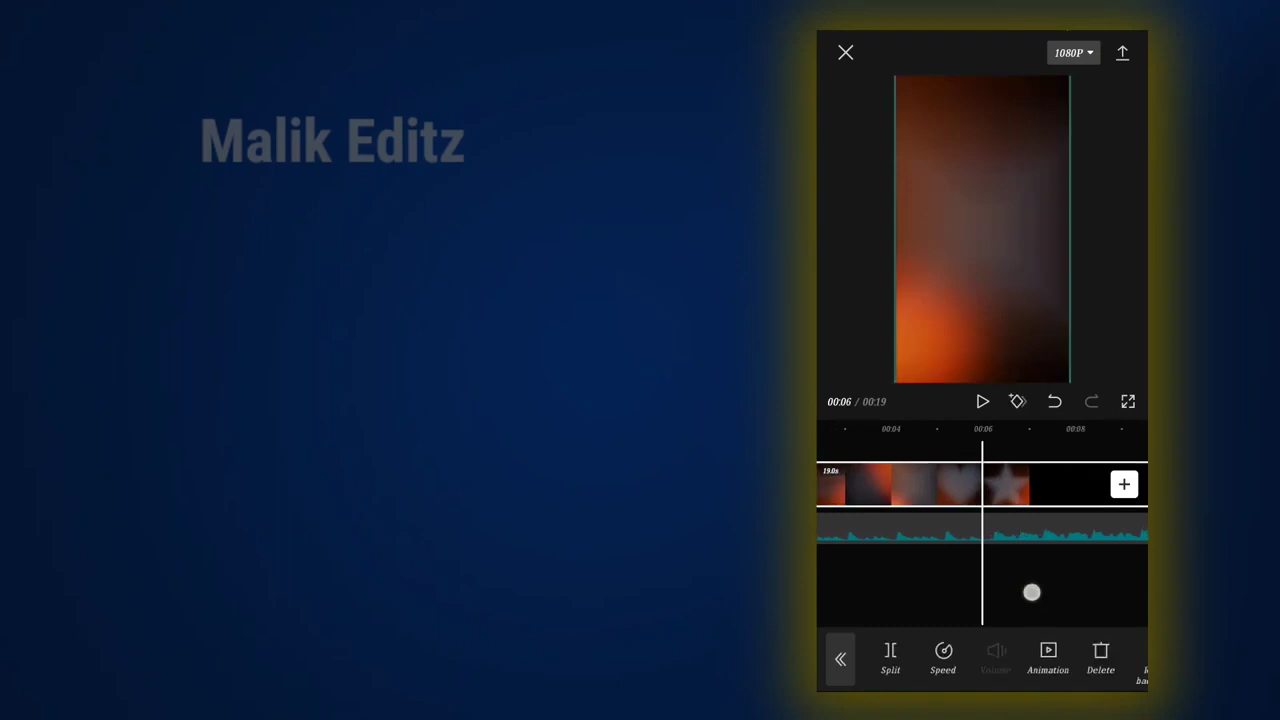 Malik Editz
1080P
00:06 / 00:19
00:04 00:06 00:08
19.0s
Split Speed Volume Animation Delete